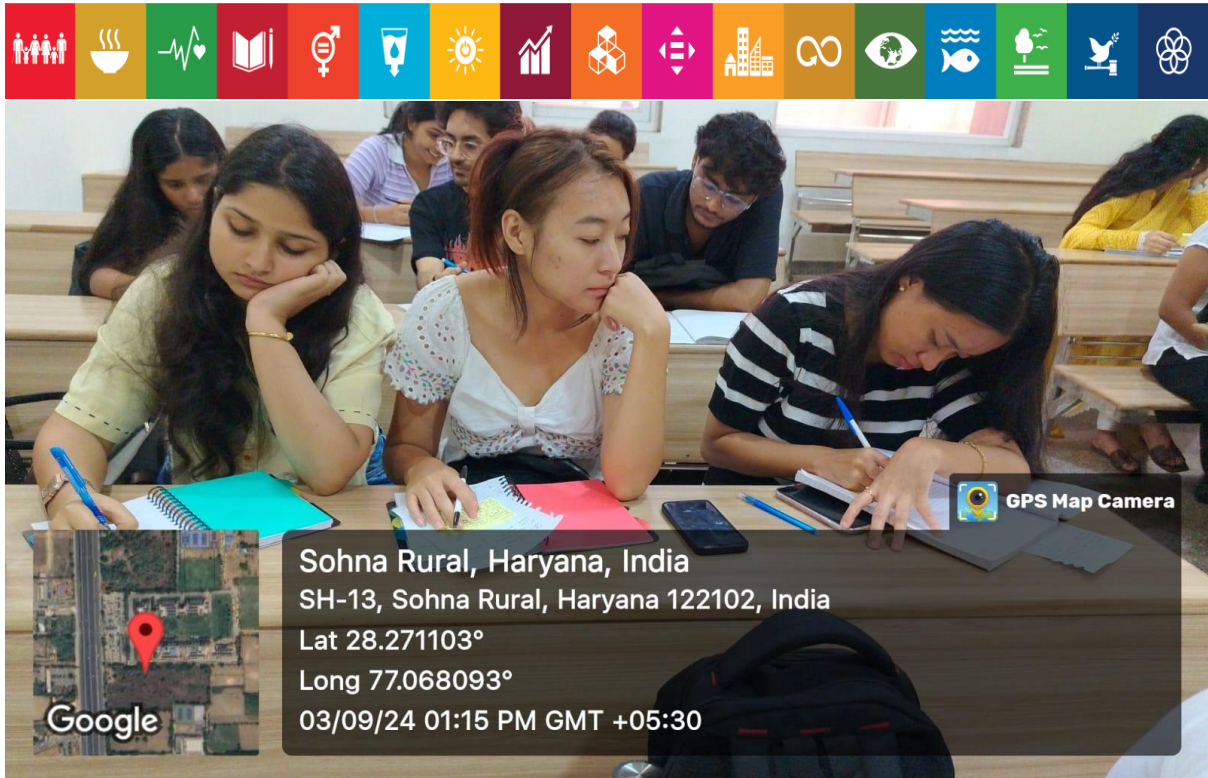 GPS Map Camera
Sohna Rural, Haryana, India
SH-13, Sohna Rural, Haryana 122102, India
Lat 28.271103°
Long 77.068093°
03/09/24 01:15 PM GMT +05:30
Google